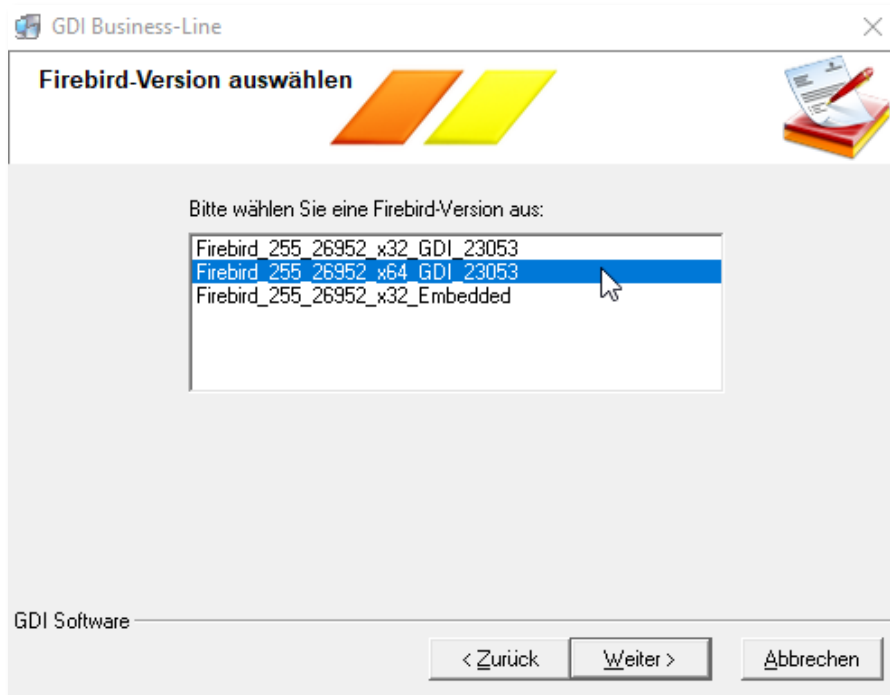 GDI Business-Line
Firebird-Version auswählen
Bitte wählen Sie eine Firebird-Version aus:
Firebird_255_26952_x32_GDI_23053
Firebird_255_26952_x64_GDI_23053
Firebird_255_26952_x32_Embedded
GDI Software
< Zurück
Weiter >
Abbrechen